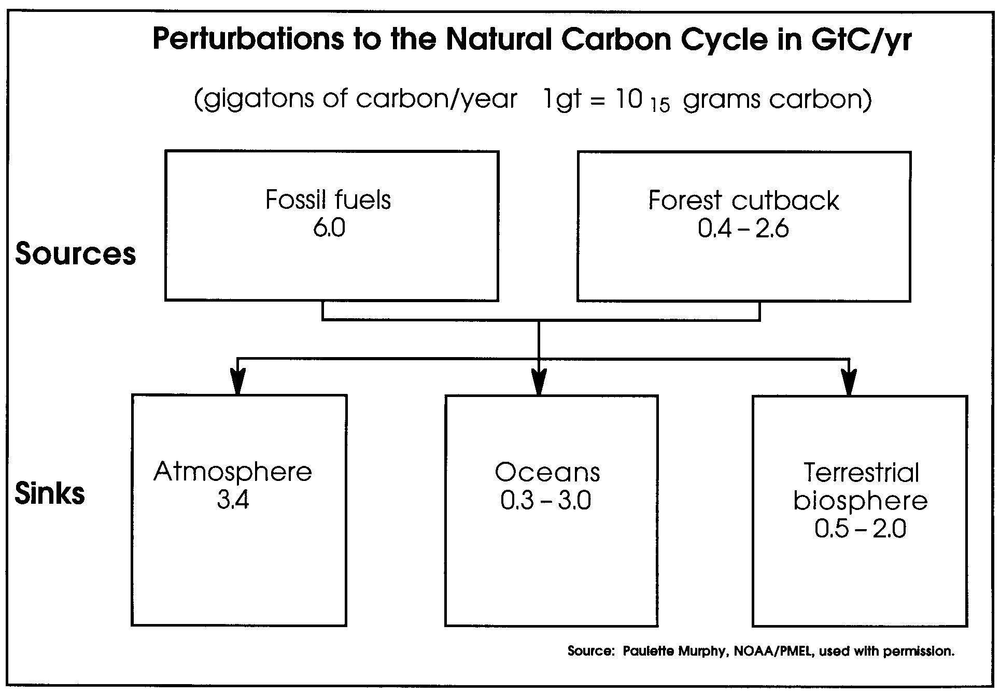 Perturbations to the Natural Carbon Cycle in GtC/yr
(gigatons of carbon/year 1gt = 10 15 grams carbon)
Fossil fuels
6.0
Forest cutback
0.4 – 2.6
Sources
Atmosphere
3.4
Oceans
0.3 – 3.0
Terrestrial
biosphere
0.5 – 2.0
Sinks
Source: Paulette Murphy, NOAA/PMEL, used with permission.